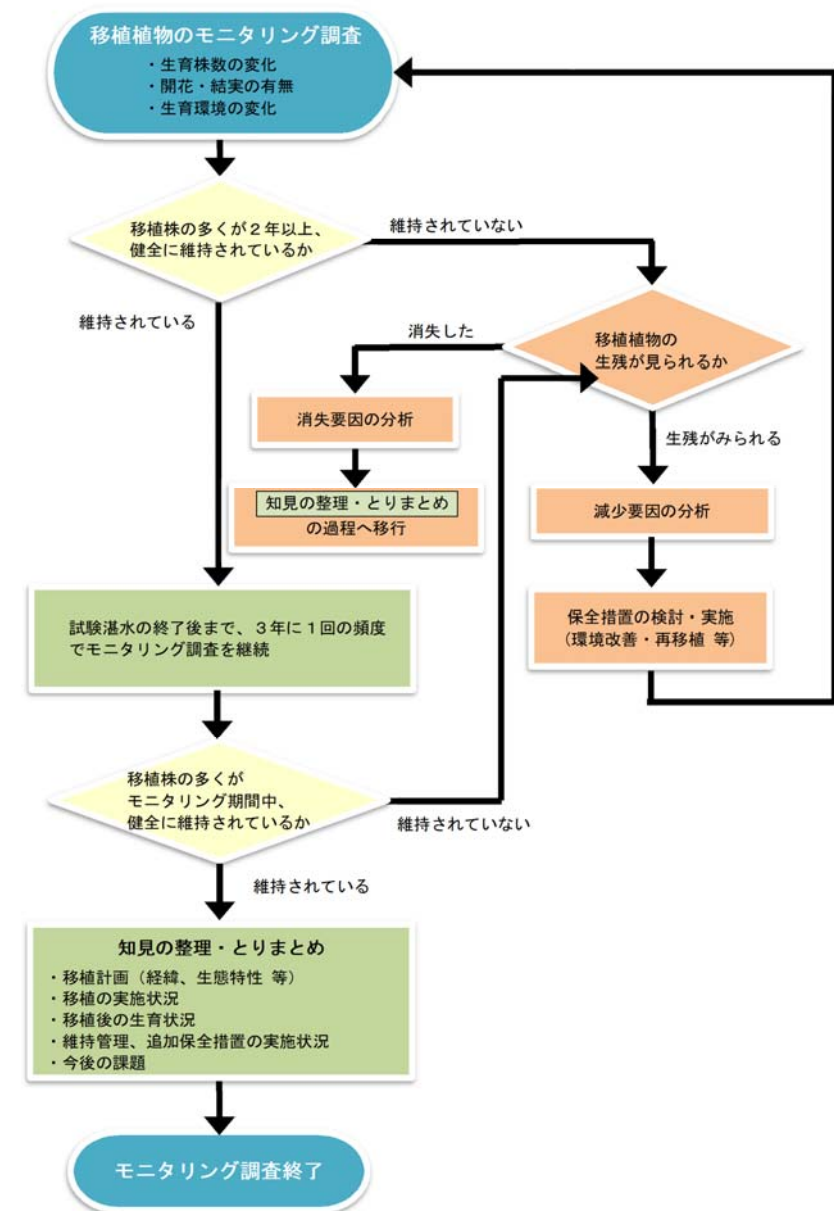 移植植物のモニタリング調査
・生育株数の変化
・開花・結実の有無
・生育環境の変化
移植株の多くが２年以上、
健全に維持されているか
維持されていない
維持されている
移植植物の
生残が見られるか
消失した
消失要因の分析
知見の整理・とりまとめ
の過程へ移行
生残がみられる
減少要因の分析
保全措置の検討・実施
(環境改善・再移植 等)
試験湛水の終了後まで、３年に１回の頻度
でモニタリング調査を継続
移植株の多くが
モニタリング期間中、
健全に維持されているか
維持されていない
維持されている
知見の整理・とりまとめ
・移植計画（経緯、生態特性 等）
・移植の実施状況
・移植後の生育状況
・維持管理、追加保全措置の実施状況
・今後の課題
モニタリング調査終了